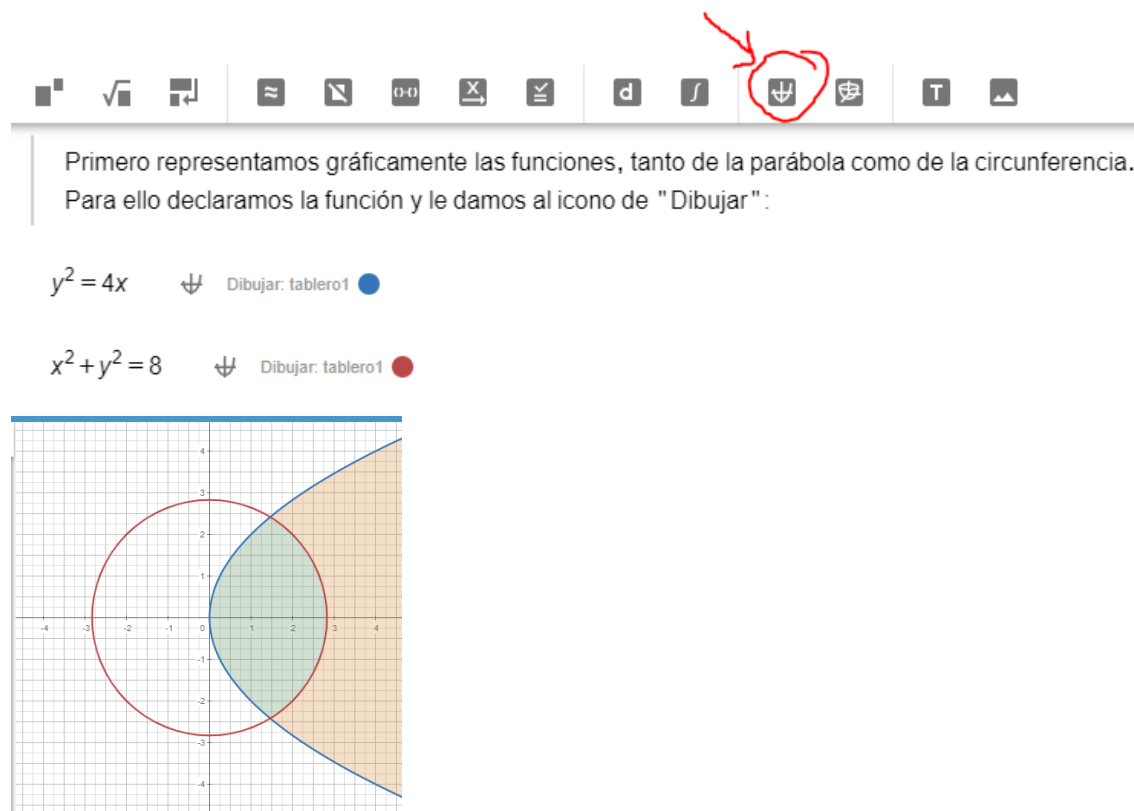 Primero representamos gráficamente las funciones, tanto de la parábola como de la circunferencia.
Para ello declaramos la función y le damos al icono de "Dibujar":
y² = 4x Dibujar: tablero1
x² + y² = 8 Dibujar: tablero1
4
3
2
1
-4 -3 -2 -1 0 1 2 3 4
-1
-2
-3
-4